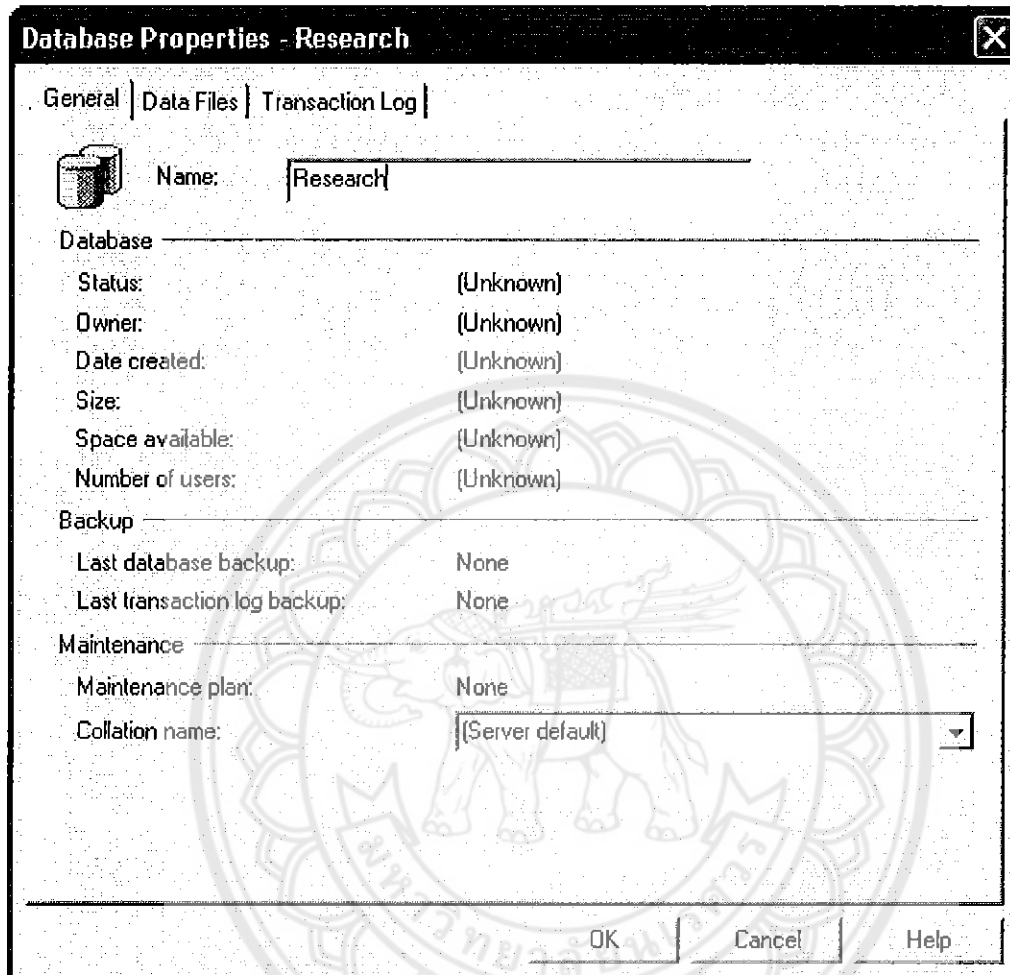 Database Properties - Research
General Data Files Transaction Log
Name: Research
Database
Status: (Unknown)
Owner: (Unknown)
Date created: (Unknown)
Size: (Unknown)
Space available: (Unknown)
Number of users: (Unknown)
Backup
Last database backup: None
Last transaction log backup: None
Maintenance
Maintenance plan: None
Collation name: (Server default)
OK Cancel Help